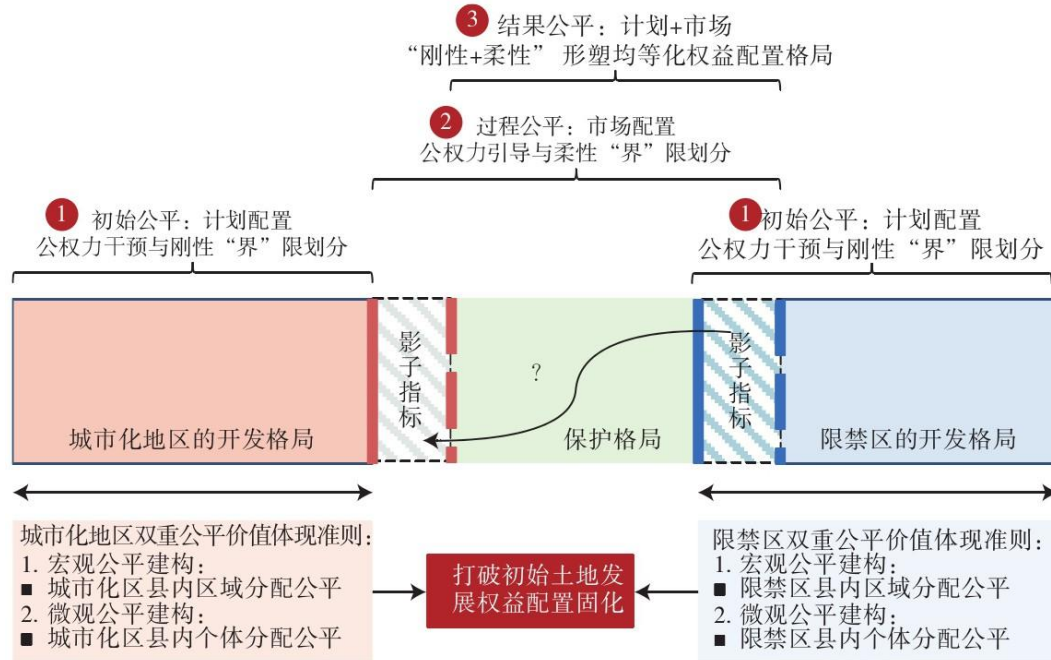 3 结果公平：计划+市场
“刚性+柔性” 形塑均等化权益配置格局
2 过程公平：市场配置
公权力引导与柔性“界”限划分
1 初始公平：计划配置
公权力干预与刚性“界”限划分
1 初始公平：计划配置
公权力干预与刚性“界”限划分
影子指标
?
影子指标
城市化地区的开发格局
保护格局
限禁区的开发格局
城市化地区双重公平价值体现准则：
1. 宏观公平建构：
■ 城市化区县内区域分配公平
2. 微观公平建构：
■ 城市化区县内个体分配公平
打破初始土地发
展权益配置固化
限禁区双重公平价值体现准则：
1. 宏观公平建构：
■ 限禁区县内区域分配公平
2. 微观公平建构：
■ 限禁区县内个体分配公平